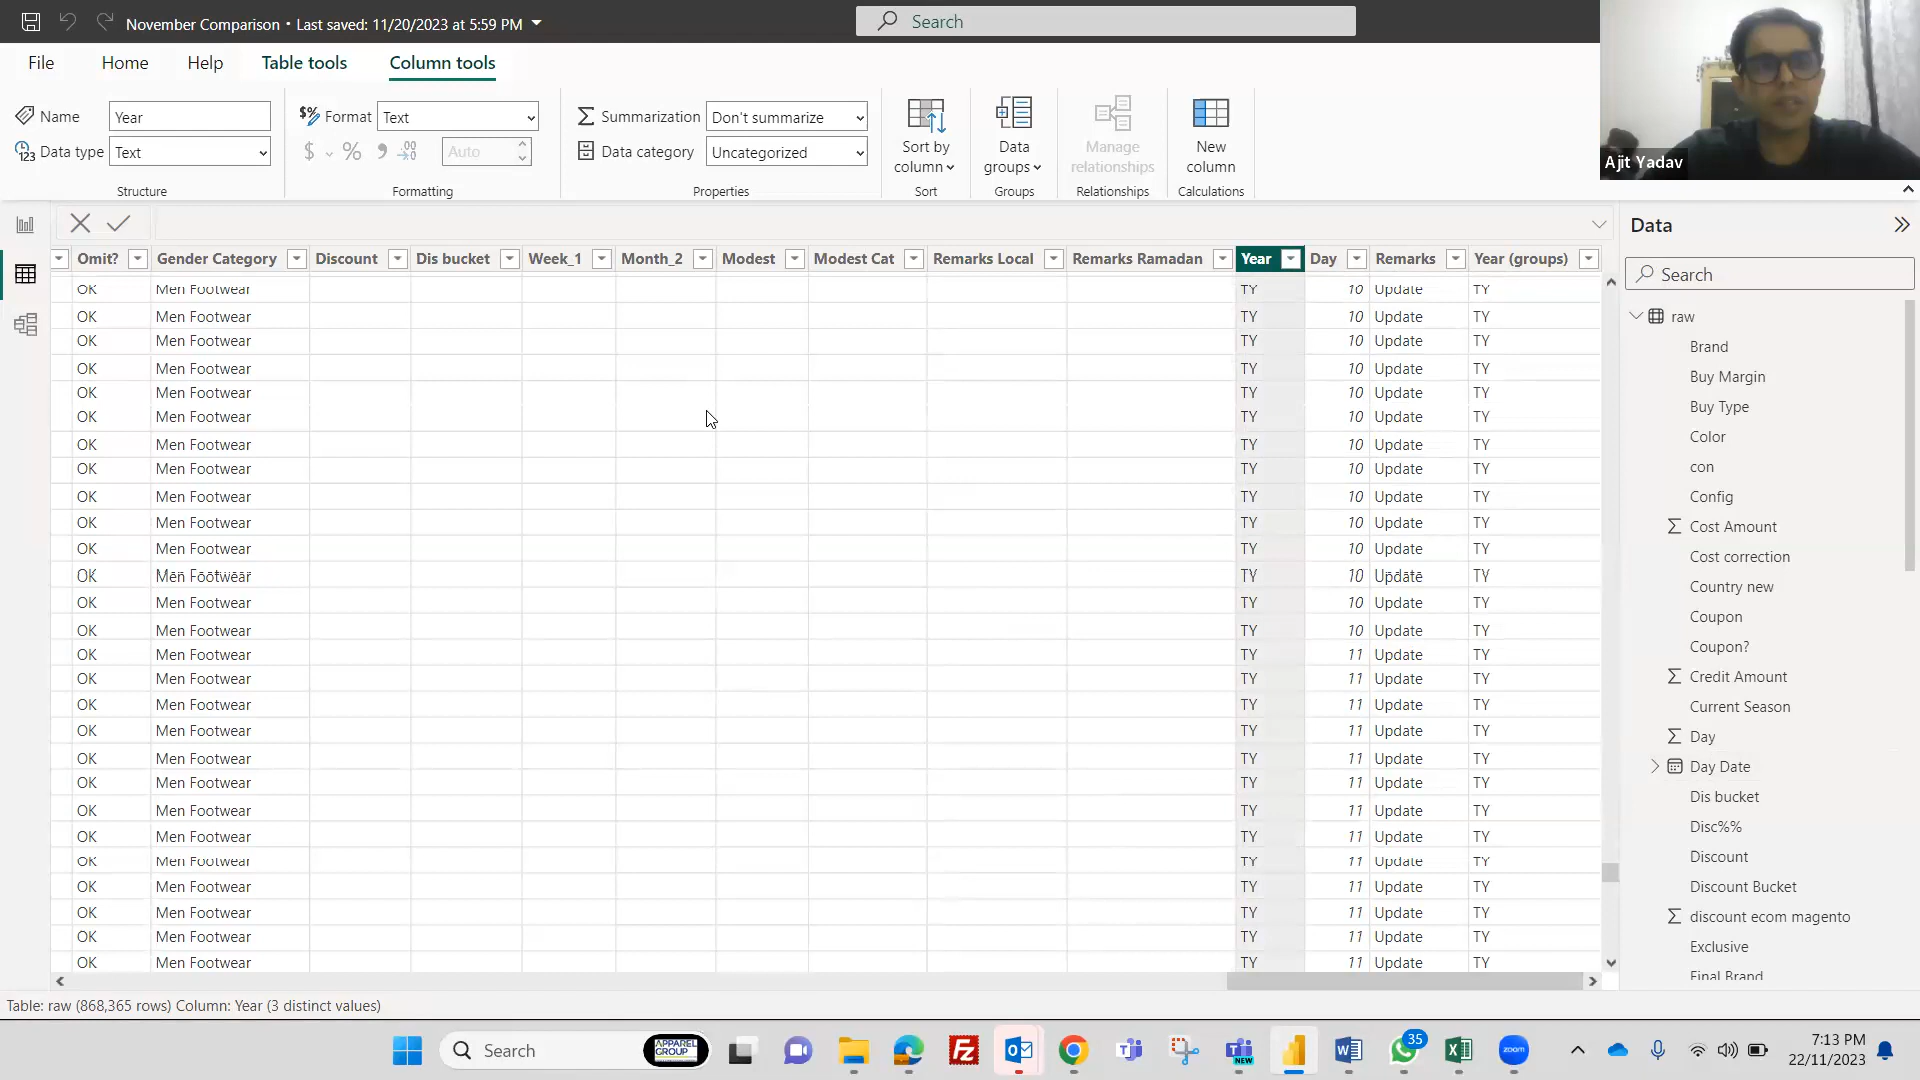 November Comparison • Last saved: 11/20/2023 at 5:59 PM
Search
File Home Help Table tools Column tools
Name Year
Format Text
Summarization Don't summarize
Data type Text
$ % 9 .00 Auto
Data category Uncategorized
Sort by column
Data groups
Manage relationships
New column
Structure Formatting Properties Sort Groups Relationships Calculations
Ajit Yadav
Omit? Gender Category Discount Dis bucket Week_1 Month_2 Modest Modest Cat Remarks Local Remarks Ramadan Year Day Remarks Year (groups)
OK Men Footwear TY 10 Update TY
OK Men Footwear TY 10 Update TY
OK Men Footwear TY 10 Update TY
OK Men Footwear TY 10 Update TY
OK Men Footwear TY 10 Update TY
OK Men Footwear TY 10 Update TY
OK Men Footwear TY 10 Update TY
OK Men Footwear TY 10 Update TY
OK Men Footwear TY 10 Update TY
OK Men Footwear TY 10 Update TY
OK Men Footwear TY 10 Update TY
OK Men Footwear TY 10 Update TY
OK Men Footwear TY 10 Update TY
OK Men Footwear TY 10 Update TY
OK Men Footwear TY 11 Update TY
OK Men Footwear TY 11 Update TY
OK Men Footwear TY 11 Update TY
OK Men Footwear TY 11 Update TY
OK Men Footwear TY 11 Update TY
OK Men Footwear TY 11 Update TY
OK Men Footwear TY 11 Update TY
OK Men Footwear TY 11 Update TY
OK Men Footwear TY 11 Update TY
OK Men Footwear TY 11 Update TY
OK Men Footwear TY 11 Update TY
OK Men Footwear TY 11 Update TY
OK Men Footwear TY 11 Update TY
Data
Search
raw
Brand
Buy Margin
Buy Type
Color
con
Config
Cost Amount
Cost correction
Country new
Coupon
Coupon?
Credit Amount
Current Season
Day
Day Date
Dis bucket
Disc%%
Discount
Discount Bucket
discount ecom magento
Exclusive
Final Brand
Table: raw (868,365 rows) Column: Year (3 distinct values)
Search
APPAREL GROUP
NEW
35
zoom
7:13 PM
22/11/2023